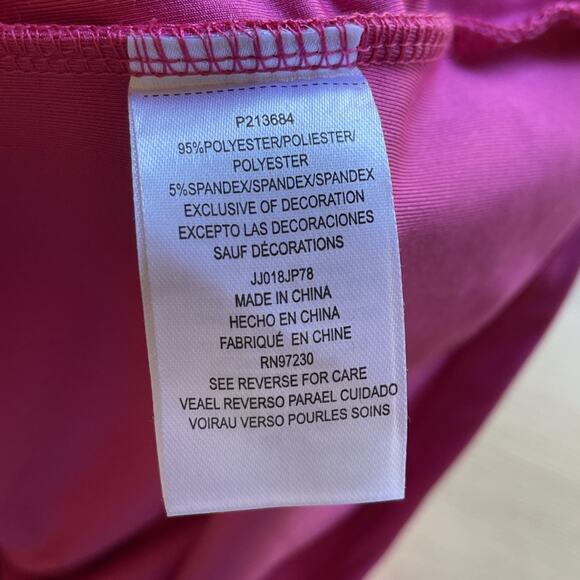 P213684
95%POLYESTER/POLIESTER/
POLYESTER
5%SPANDEX/SPANDEX/SPANDEX
EXCLUSIVE OF DECORATION
EXCEPTO LAS DECORACIONES
SAUF DÉCORATIONS
JJ018JP78
MADE IN CHINA
HECHO EN CHINA
FABRIQUÉ EN CHINE
RN97230
SEE REVERSE FOR CARE
VEAEL REVERSO PARAEL CUIDADO
VOIRAU VERSO POURLES SOINS